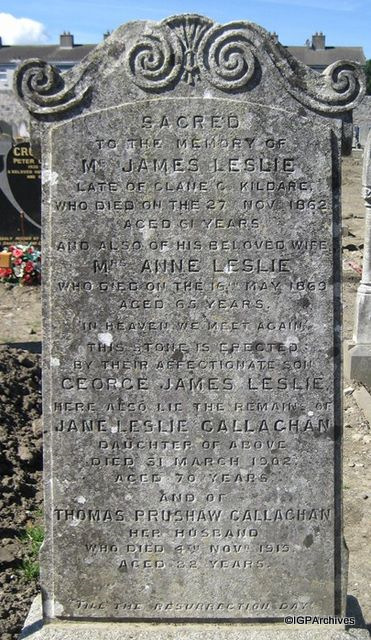 SACRED
TO THE MEMORY OF
Mr JAMES LESLIE
LATE OF CLANE Co KILDARE,
WHO DIED ON THE 27 NOV. 1862
AGED 61 YEARS
AND ALSO OF HIS BELOVED WIFE
Mrs ANNE LESLIE
WHO DIED ON THE 16th MAY 1869
AGED 65 YEARS.
IN HEAVEN WE MEET AGAIN
THIS STONE IS ERECTED
BY THEIR AFFECTIONATE SON
GEORGE JAMES LESLIE.
HERE ALSO LIE THE REMAINS OF
JANE LESLIE CALLAGHAN
DAUGHTER OF ABOVE
DIED 31 MARCH 1902
AGED 70 YEARS
AND OF
THOMAS PRUSHAW CALLAGHAN
HER HUSBAND
WHO DIED 4th NOVr 1919
AGED 82 YEARS.
"TILL THE RESURRECTION DAY"
©IGPArchives